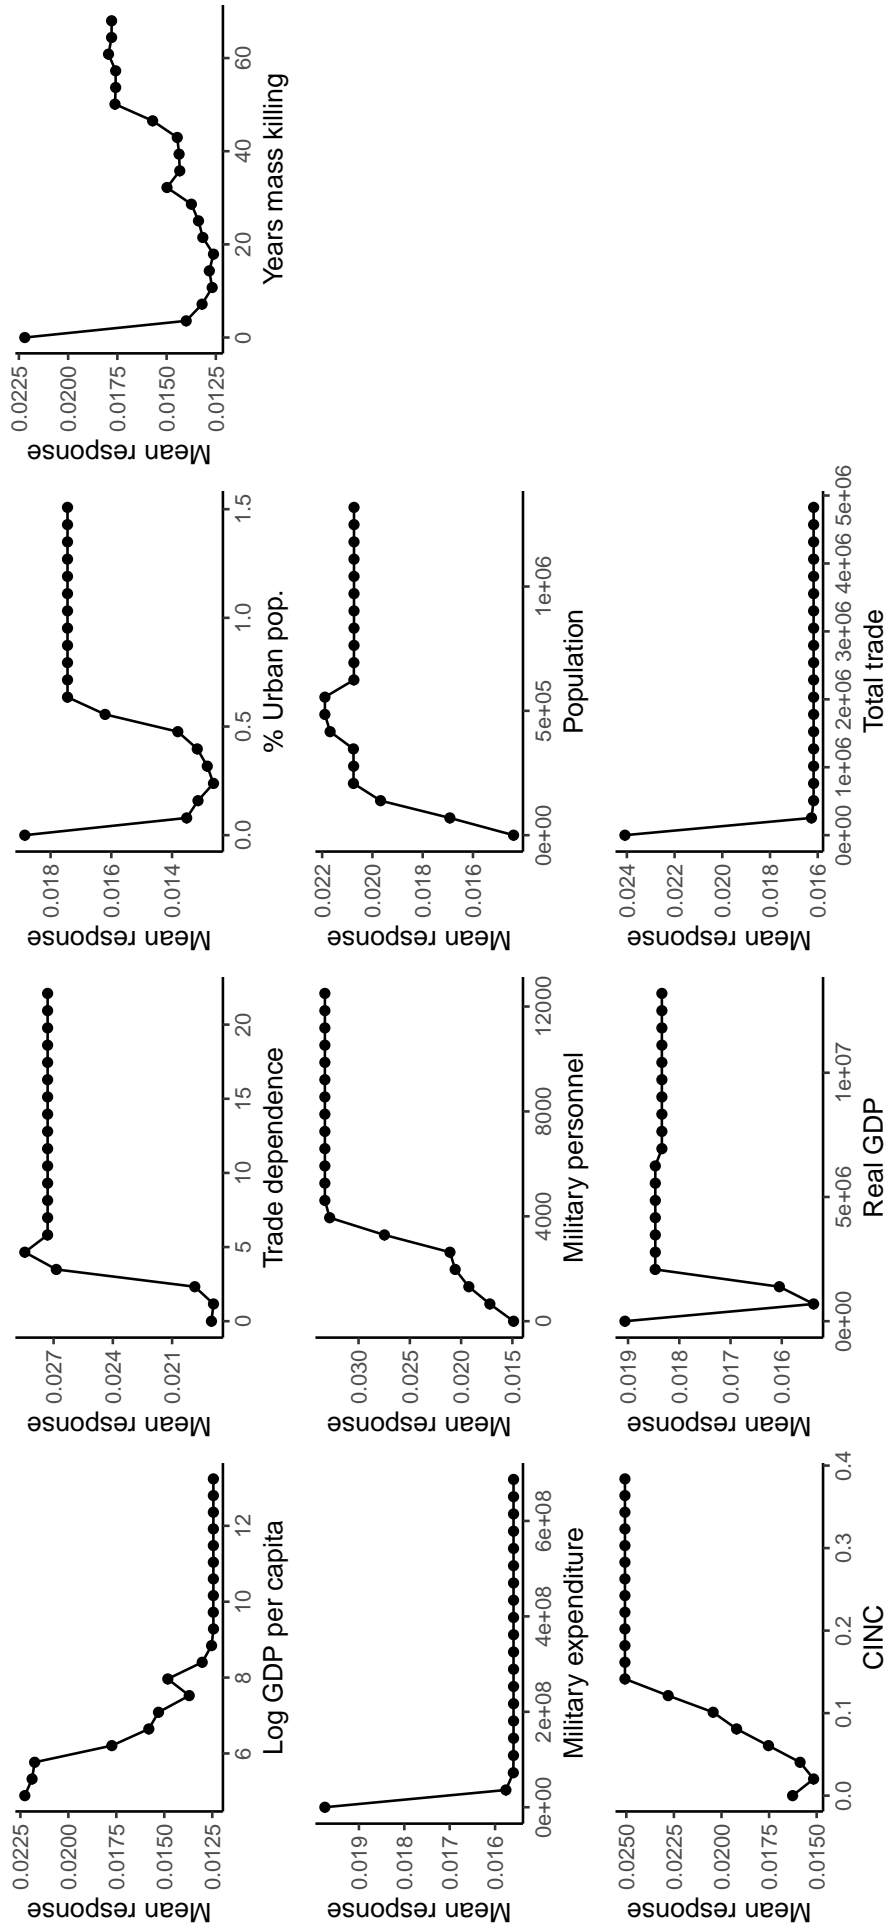 Mean response
0.0225
0.0200
0.0175
0.0150
0.0125
6 8 10 12
Log GDP per capita
Mean response
0.027
0.024
0.021
0 5 10 15 20
Trade dependence
Mean response
0.018
0.016
0.014
0.0 0.5 1.0 1.5
% Urban pop.
Mean response
0.0225
0.0200
0.0175
0.0150
0.0125
0 20 40 60
Years mass killing
Mean response
0.019
0.018
0.017
0.016
0e+00 2e+08 4e+08 6e+08
Military expenditure
Mean response
0.030
0.025
0.020
0.015
0 4000 8000 12000
Military personnel
Mean response
0.022
0.020
0.018
0.016
0e+00 5e+05 1e+06
Population
Mean response
0.0250
0.0225
0.0200
0.0175
0.0150
0.0 0.1 0.2 0.3 0.4
CINC
Mean response
0.019
0.018
0.017
0.016
0e+00 5e+06 1e+07
Real GDP
Mean response
0.024
0.022
0.020
0.018
0.016
0e+00 1e+06 2e+06 3e+06 4e+06 5e+06
Total trade